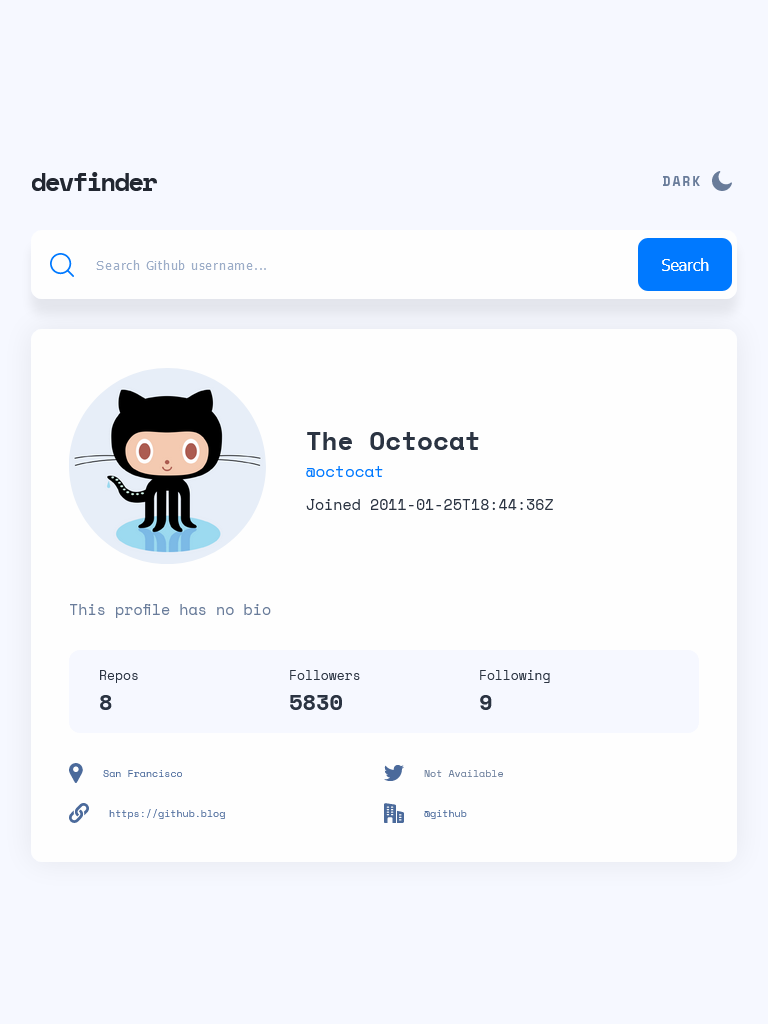 devfinder
DARK
Search Github username...
Search
The Octocat
@octocat
Joined 2011-01-25T18:44:36Z
This profile has no bio
Repos
Followers
Following
8
5830
9
San Francisco
Not Available
https://github.blog
@github